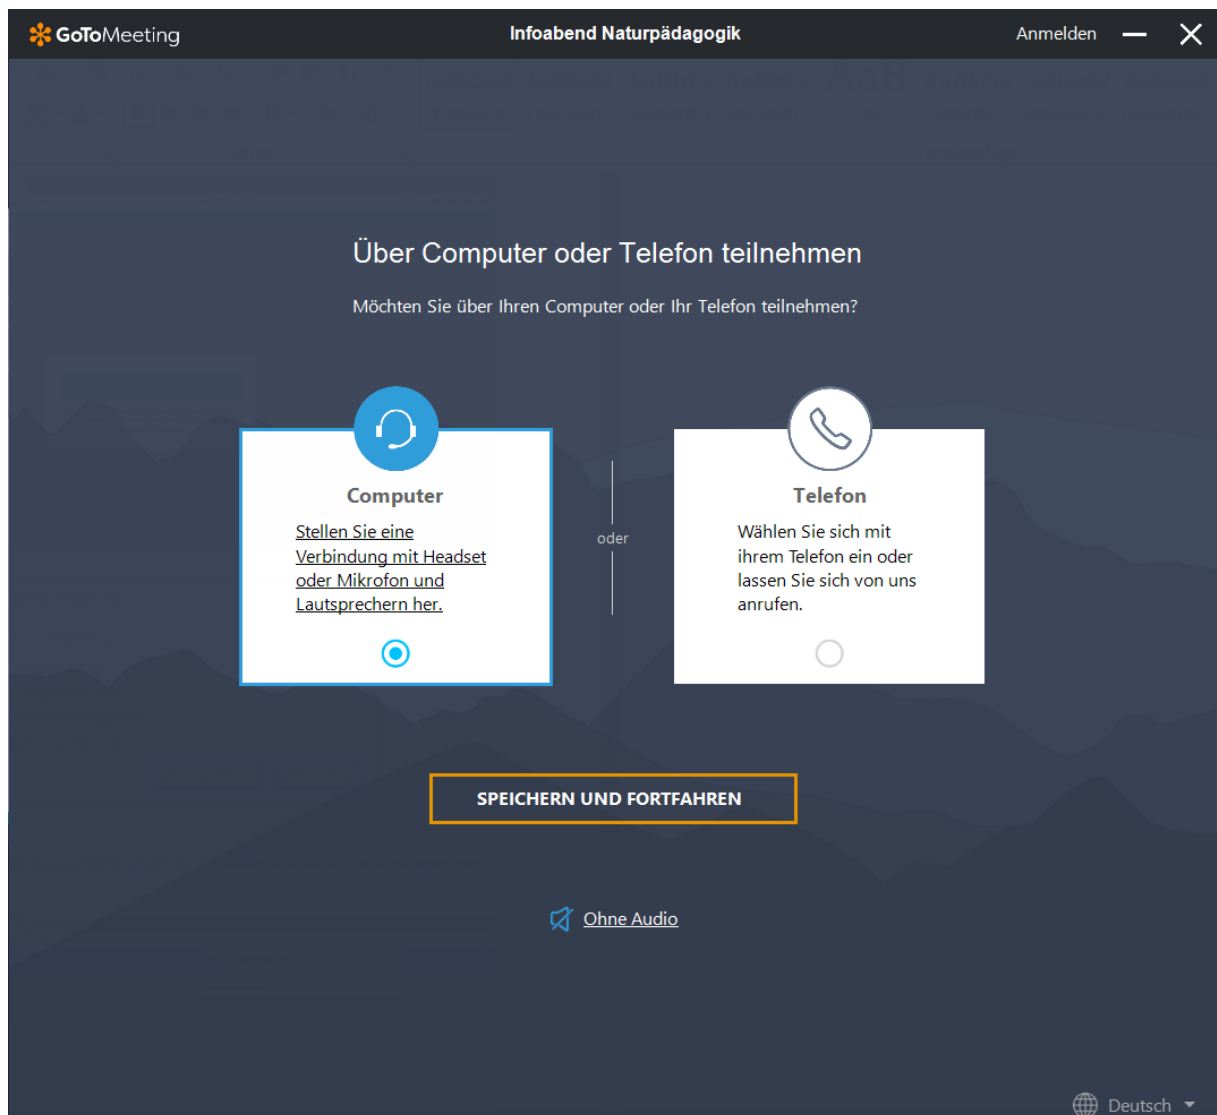 GoToMeeting
Infoabend Naturpädagogik
Anmelden
Über Computer oder Telefon teilnehmen
Möchten Sie über Ihren Computer oder Ihr Telefon teilnehmen?
Computer
Stellen Sie eine
Verbindung mit Headset
oder Mikrofon und
Lautsprechern her.
oder
Telefon
Wählen Sie sich mit
ihrem Telefon ein oder
lassen Sie sich von uns
anrufen.
SPEICHERN UND FORTFAHREN
Ohne Audio
Deutsch